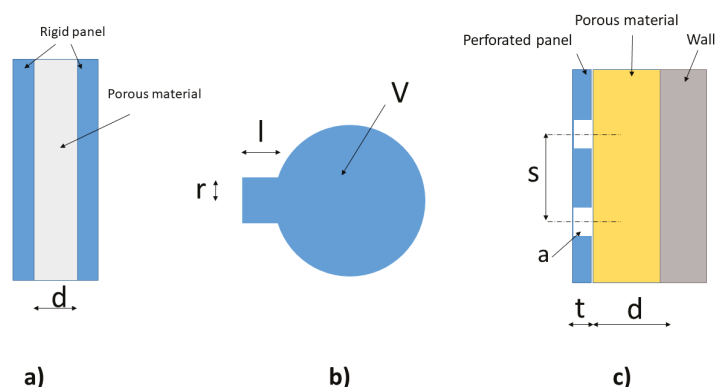 Rigid panel
Porous material
d
a)
l
r
V
b)
Porous material
Perforated panel
Wall
s
a
t
d
c)